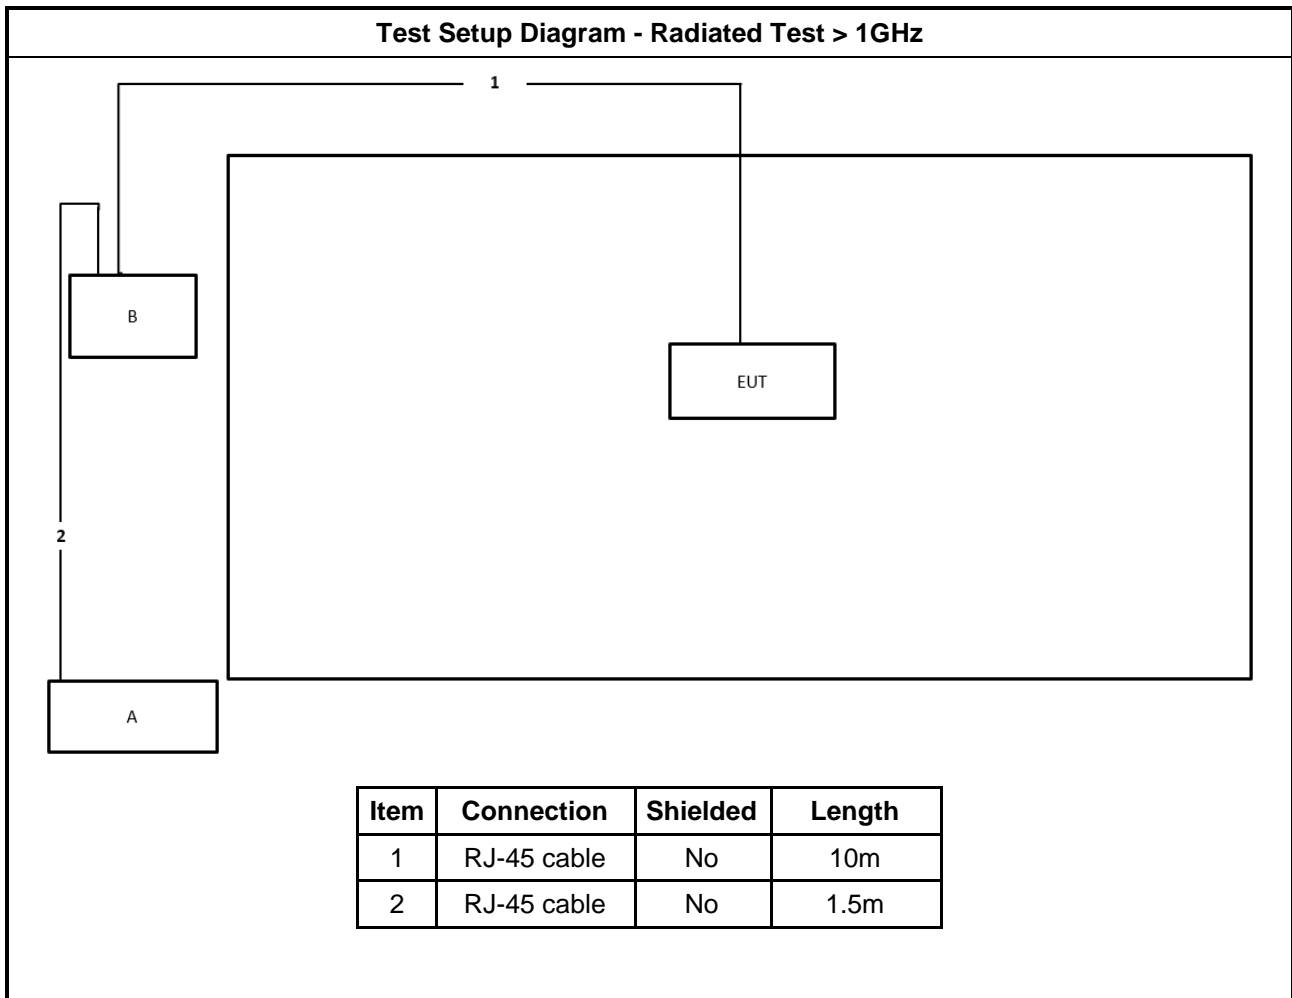 Test Setup Diagram - Radiated Test > 1GHz
1
B
EUT
2
A
Item Connection Shielded Length
1 RJ-45 cable No 10m
2 RJ-45 cable No 1.5m